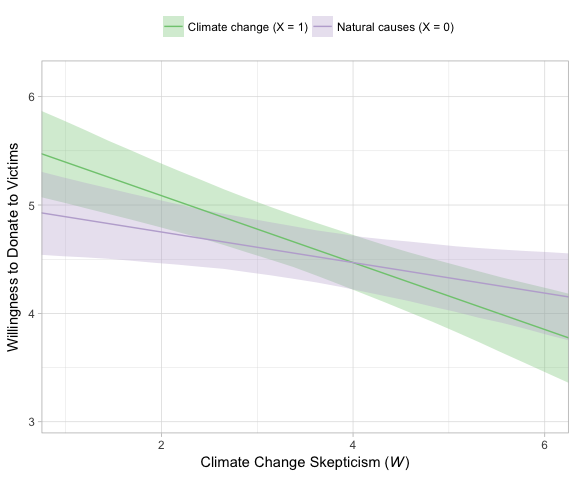 Climate change (X = 1) Natural causes (X = 0)
Willingness to Donate to Victims
6
5
4
3
2 4 6
Climate Change Skepticism (W)